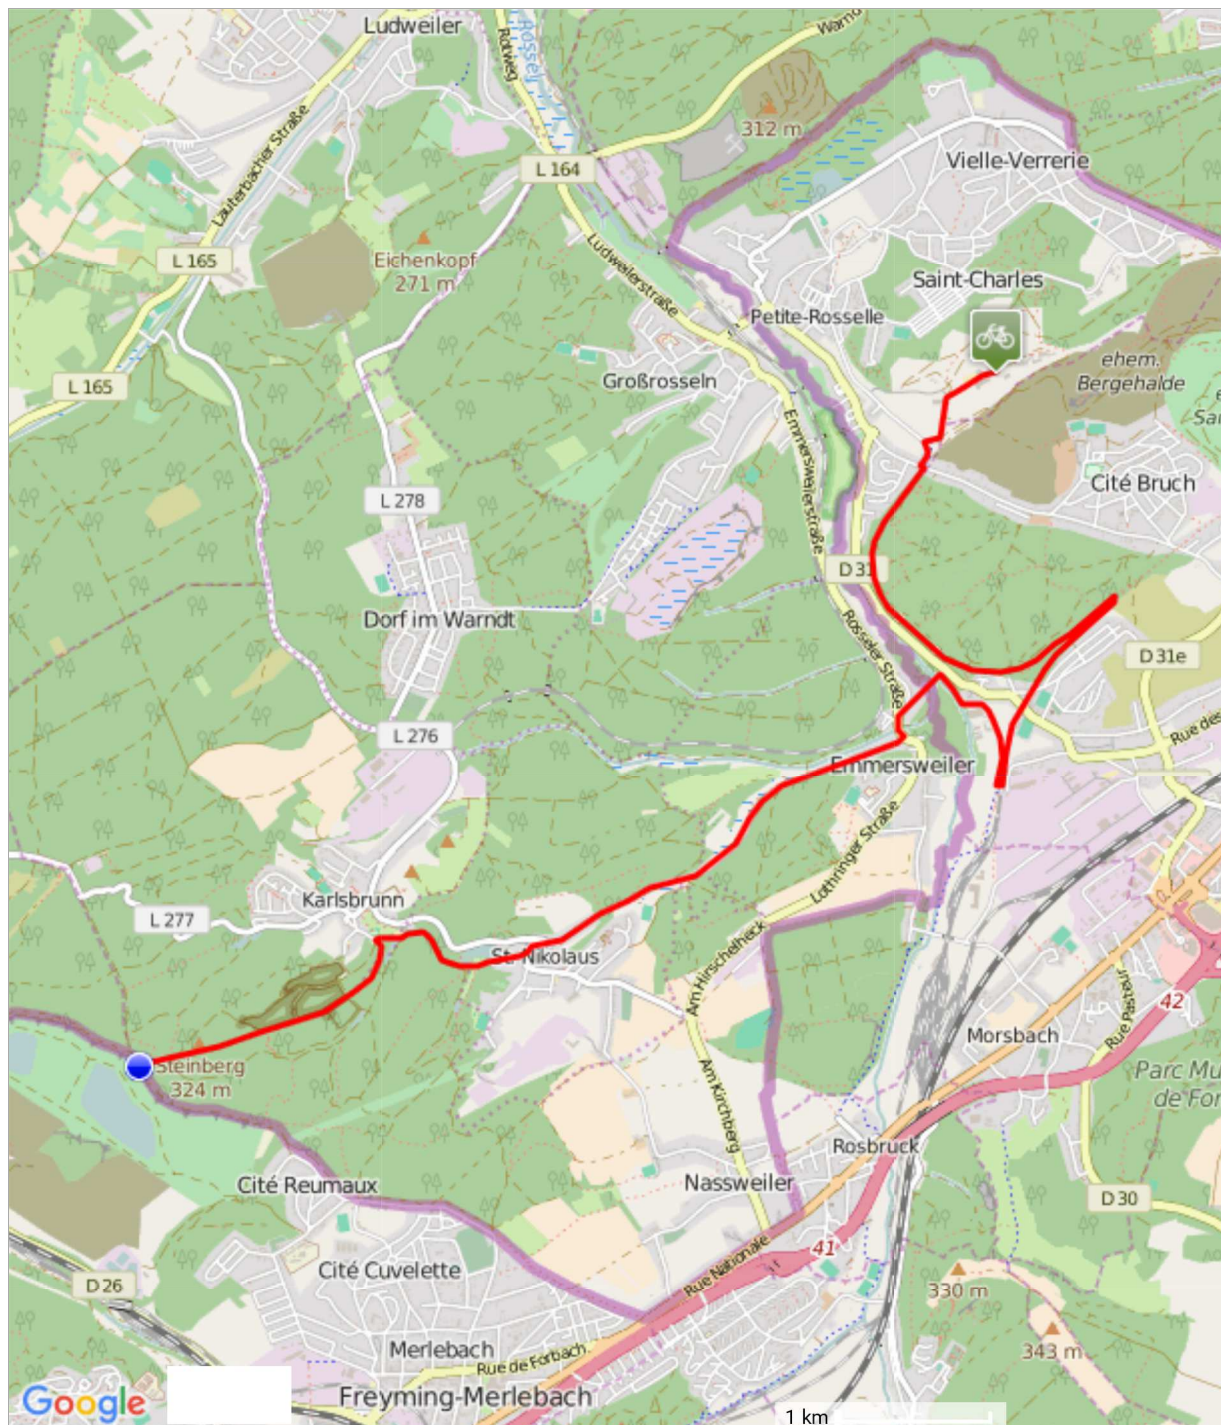 Ludweiler
Rotweg
Rossel
312 m
L 164
Vielle-Verrerie
Lauterbacher Straße
L 165
Eichenkopf
271 m
Ludweilerstraße
Saint-Charles
Petite-Rosselle
L 165
Großrosseln
ehem.
Bergehalde
Emmersweilerstraße
L 278
Cité Bruch
D 31
Dorf im Warndt
Rosseler Straße
D 31e
L 276
Rue des
Emmersweiler
Lothringer Straße
Karlsbrunn
L 277
St. Nikolaus
Am Hirschelheck
42
Rue Pasteur
Morsbach
Steinberg
324 m
Am Kirchberg
Parc Mu
de For
Rosbruck
Cité Reumaux
Nassweiler
D 30
41
Cité Cuvelette
Rue Nationale
D 26
330 m
Merlebach
343 m
Rue de Forbach
Freyming-Merlebach
Google
1 km